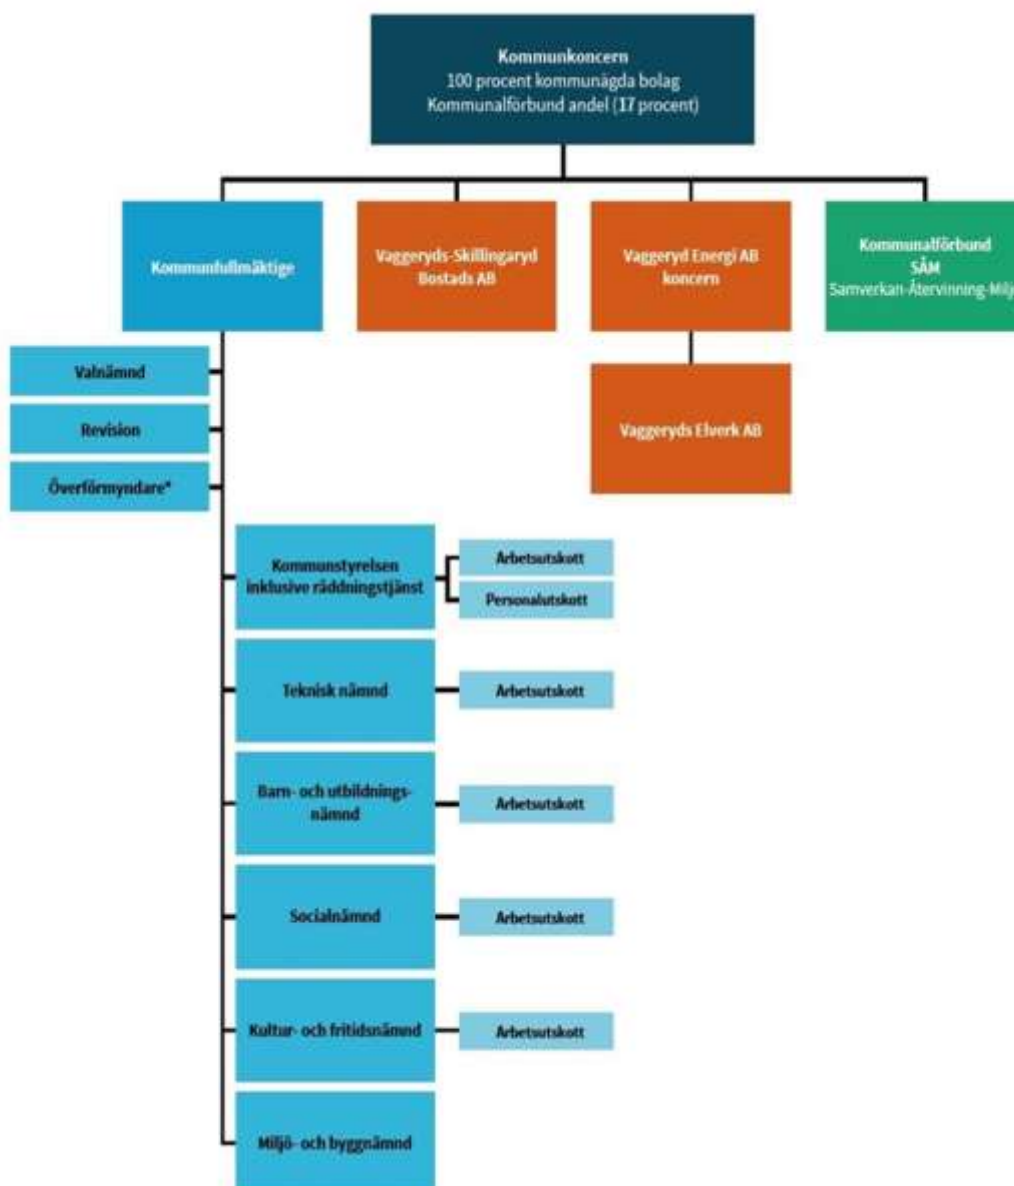 Kommunkoncern
100 procent kommunägda bolag
Kommunalförbund andel (17 procent)
Kommunfullmäktige
Vaggeryds-Skillingaryd
Bostads AB
Vaggeryd Energi AB
koncern
Kommunalförbund
SÅM
Samverkan-Återvinning-Milj
Vaggeryds Elverk AB
Valnämnd
Revision
Överförmyndare*
Kommunstyrelsen
inklusive räddningstjänst
Arbetsutskott
Personalutskott
Teknisk nämnd
Arbetsutskott
Barn- och utbildnings-
nämnd
Arbetsutskott
Socialnämnd
Arbetsutskott
Kultur- och fritidsnämnd
Arbetsutskott
Miljö- och byggnämnd